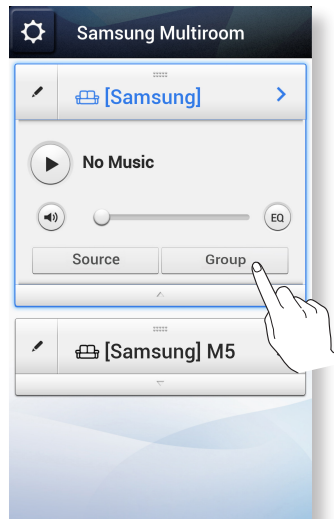 Samsung Multiroom
[Samsung]
No Music
EQ
Source Group
[Samsung] M5